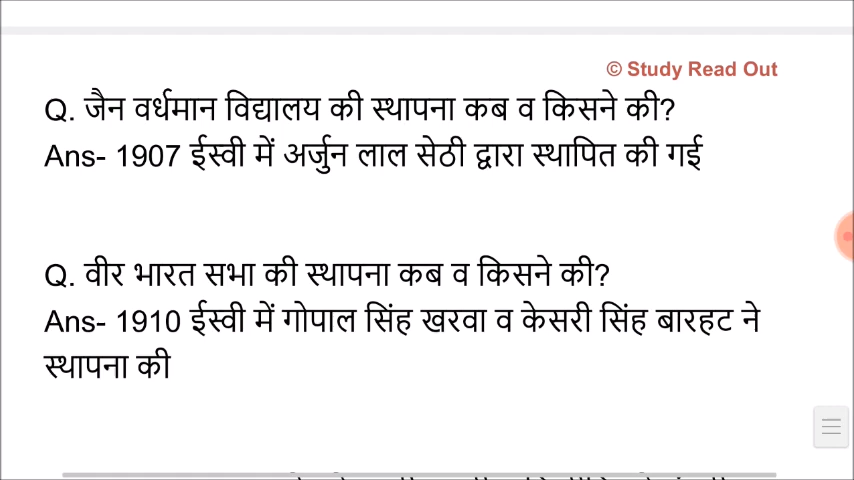 © Study Read Out
Q. जैन वर्धमान विद्यालय की स्थापना कब व किसने की?
Ans- 1907 ईस्वी में अर्जुन लाल सेठी द्वारा स्थापित की गई
Q. वीर भारत सभा की स्थापना कब व किसने की?
Ans- 1910 ईस्वी में गोपाल सिंह खरवा व केसरी सिंह बारहट ने
स्थापना की